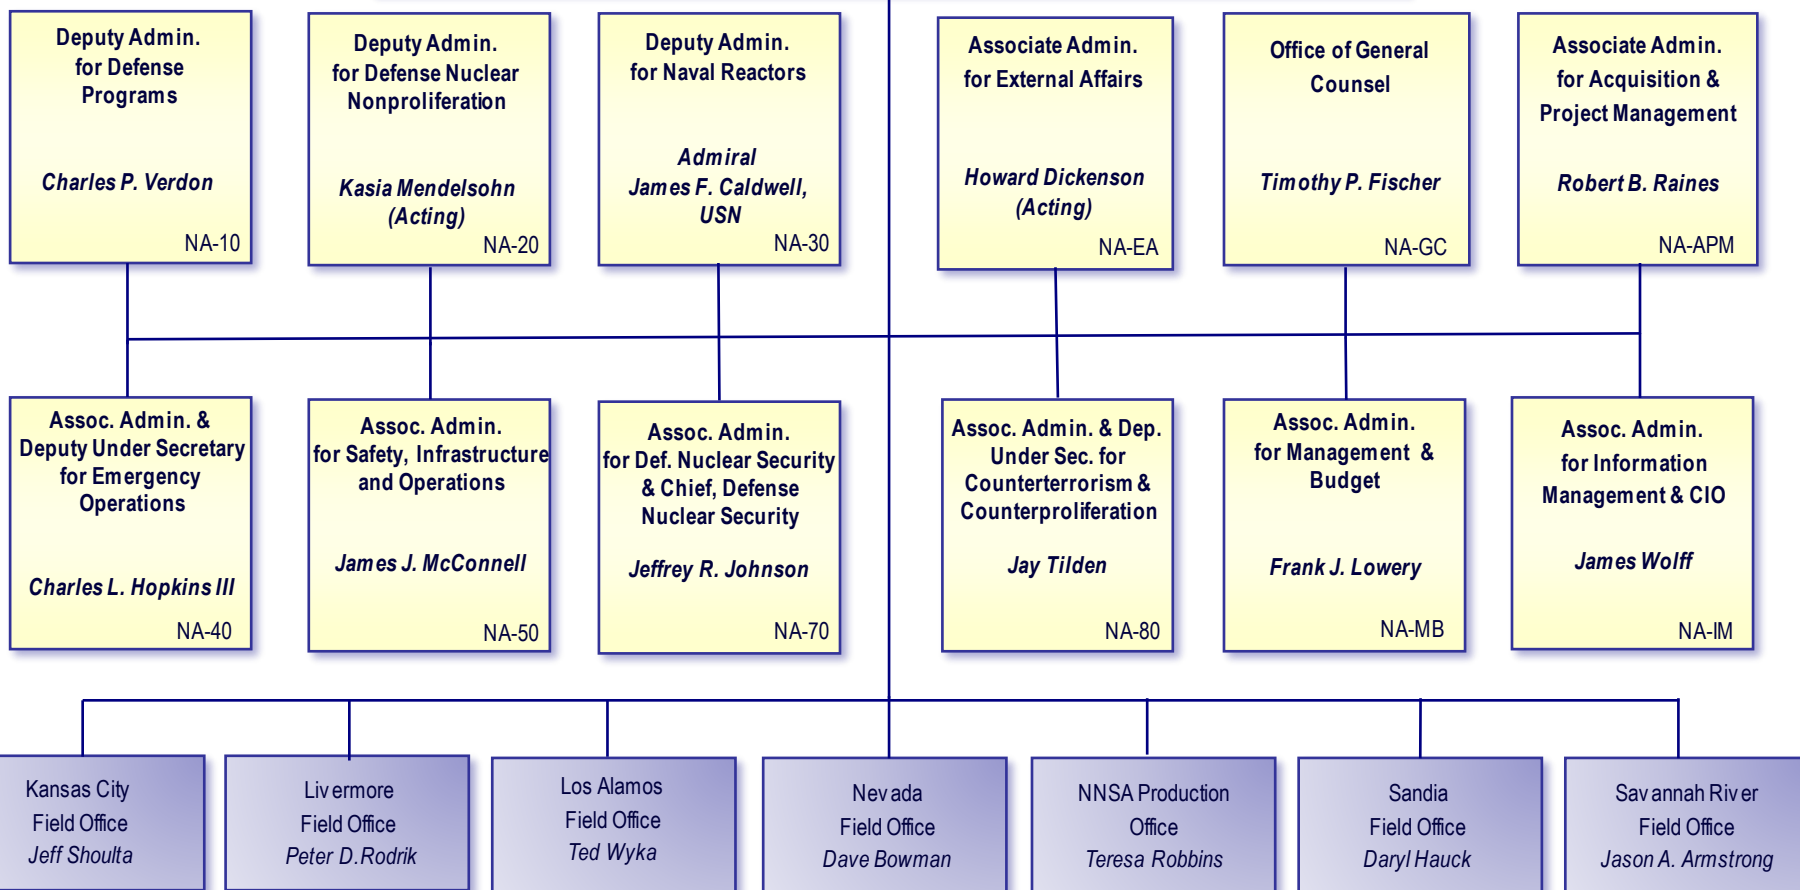 Deputy Admin.
for Defense
Programs
Charles P. Verdon
NA-10
Deputy Admin.
for Defense Nuclear
Nonproliferation
Kasia Mendelsohn
(Acting)
NA-20
Deputy Admin.
for Naval Reactors
Admiral
James F. Caldwell,
USN
NA-30
Associate Admin.
for External Affairs
Howard Dickenson
(Acting)
NA-EA
Office of General
Counsel
Timothy P. Fischer
NA-GC
Associate Admin.
for Acquisition &
Project Management
Robert B. Raines
NA-APM
Assoc. Admin. &
Deputy Under Secretary
for Emergency
Operations
Charles L. Hopkins III
NA-40
Assoc. Admin.
for Safety, Infrastructure
and Operations
James J. McConnell
NA-50
Assoc. Admin.
for Def. Nuclear Security
& Chief, Defense
Nuclear Security
Jeffrey R. Johnson
NA-70
Assoc. Admin. & Dep.
Under Sec. for
Counterterrorism &
Counterproliferation
Jay Tilden
NA-80
Assoc. Admin.
for Management &
Budget
Frank J. Lowery
NA-MB
Assoc. Admin.
for Information
Management & CIO
James Wolff
NA-IM
Kansas City
Field Office
Jeff Shoulta
Livermore
Field Office
Peter D.Rodrik
Los Alamos
Field Office
Ted Wyka
Nevada
Field Office
Dave Bowman
NNSA Production
Office
Teresa Robbins
Sandia
Field Office
Daryl Hauck
Savannah River
Field Office
Jason A. Armstrong